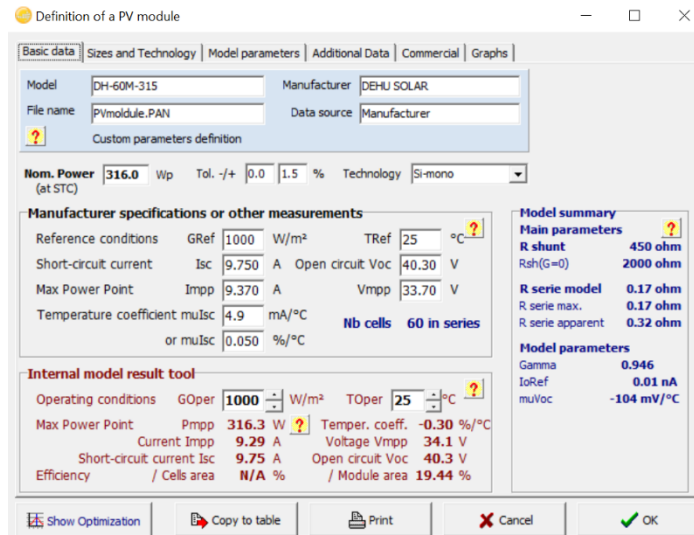 Definition of a PV module
Basic data Sizes and Technology Model parameters Additional Data Commercial Graphs
Model DH-60M-315 Manufacturer DEHU SOLAR
File name PVmoldule.PAN Data source Manufacturer
? Custom parameters definition
Nom. Power 316.0 Wp Tol. -/+ 0.0 1.5 % Technology Si-mono
(at STC)
Manufacturer specifications or other measurements
?
Reference conditions GRef 1000 W/m² TRef 25 °C
Short-circuit current Isc 9.750 A Open circuit Voc 40.30 V
Max Power Point Impp 9.370 A Vmpp 33.70 V
Temperature coefficient muIsc 4.9 mA/°C
Nb cells 60 in series
or muIsc 0.050 %/°C
Internal model result tool
?
Operating conditions GOper 1000 W/m² TOper 25 °C
Max Power Point Pmpp 316.3 W ? Temper. coeff. -0.30 %/°C
Current Impp 9.29 A Voltage Vmpp 34.1 V
Short-circuit current Isc 9.75 A Open circuit Voc 40.3 V
Efficiency / Cells area N/A % / Module area 19.44 %
Model summary
Main parameters ?
R shunt 450 ohm
Rsh(G=0) 2000 ohm
R serie model 0.17 ohm
R serie max. 0.17 ohm
R serie apparent 0.32 ohm
Model parameters
Gamma 0.946
IoRef 0.01 nA
muVoc -104 mV/°C
Show Optimization Copy to table Print Cancel OK